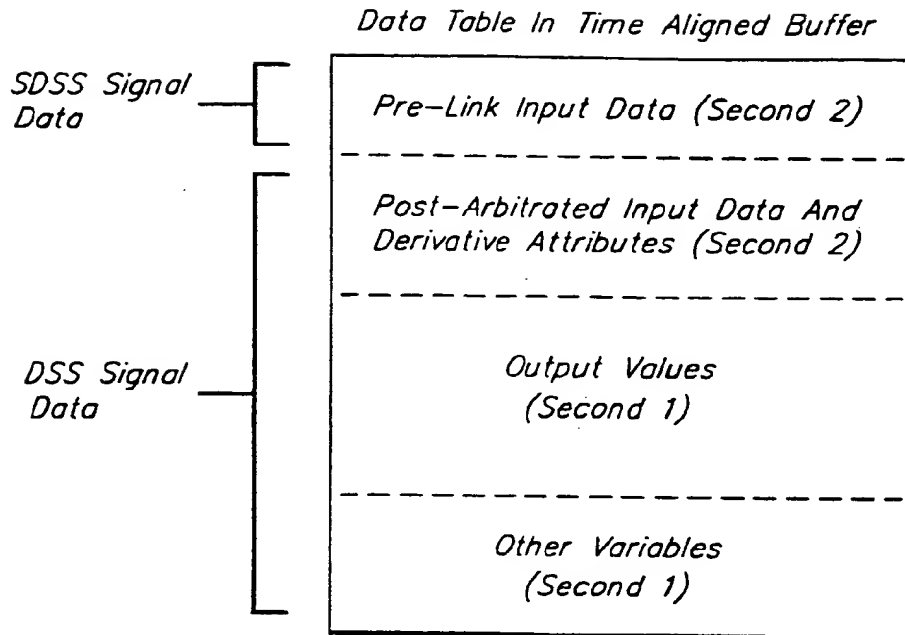 Data Table In Time Aligned Buffer
SDSS Signal
Data
Pre-Link Input Data (Second 2)
Post-Arbitrated Input Data And
Derivative Attributes (Second 2)
DSS Signal
Data
Output Values
(Second 1)
Other Variables
(Second 1)